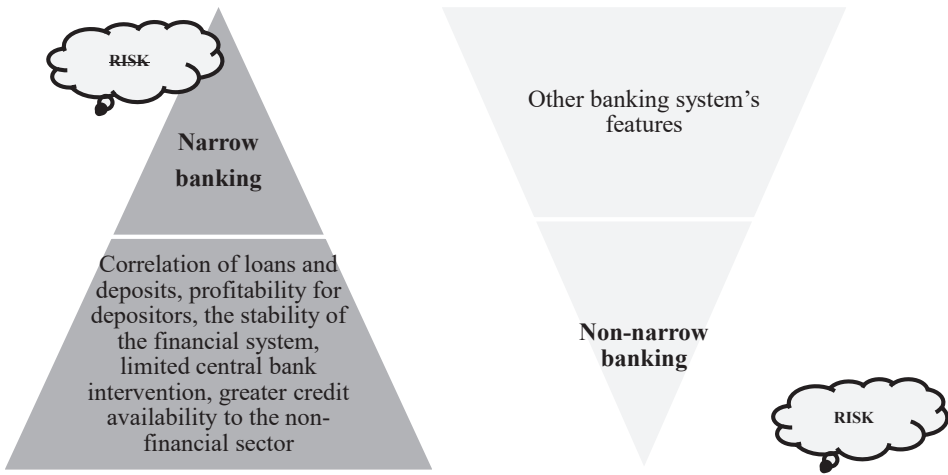 RISK
Narrow
banking
Correlation of loans and
deposits, profitability for
depositors, the stability of
the financial system,
limited central bank
intervention, greater credit
availability to the non-
financial sector
Other banking system’s
features
Non-narrow
banking
RISK